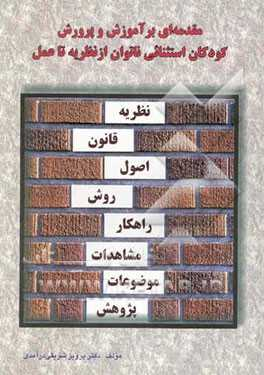 مقدمه‌ای بر آموزش و پرورش
کودکان استثنائی ناتوان از نظریه تا عمل
نظریه
قانون
اصول
روش
راهکار
مشاهدات
موضوعات
پژوهش
مولف: دکتر پرویز شریفی درآمدی